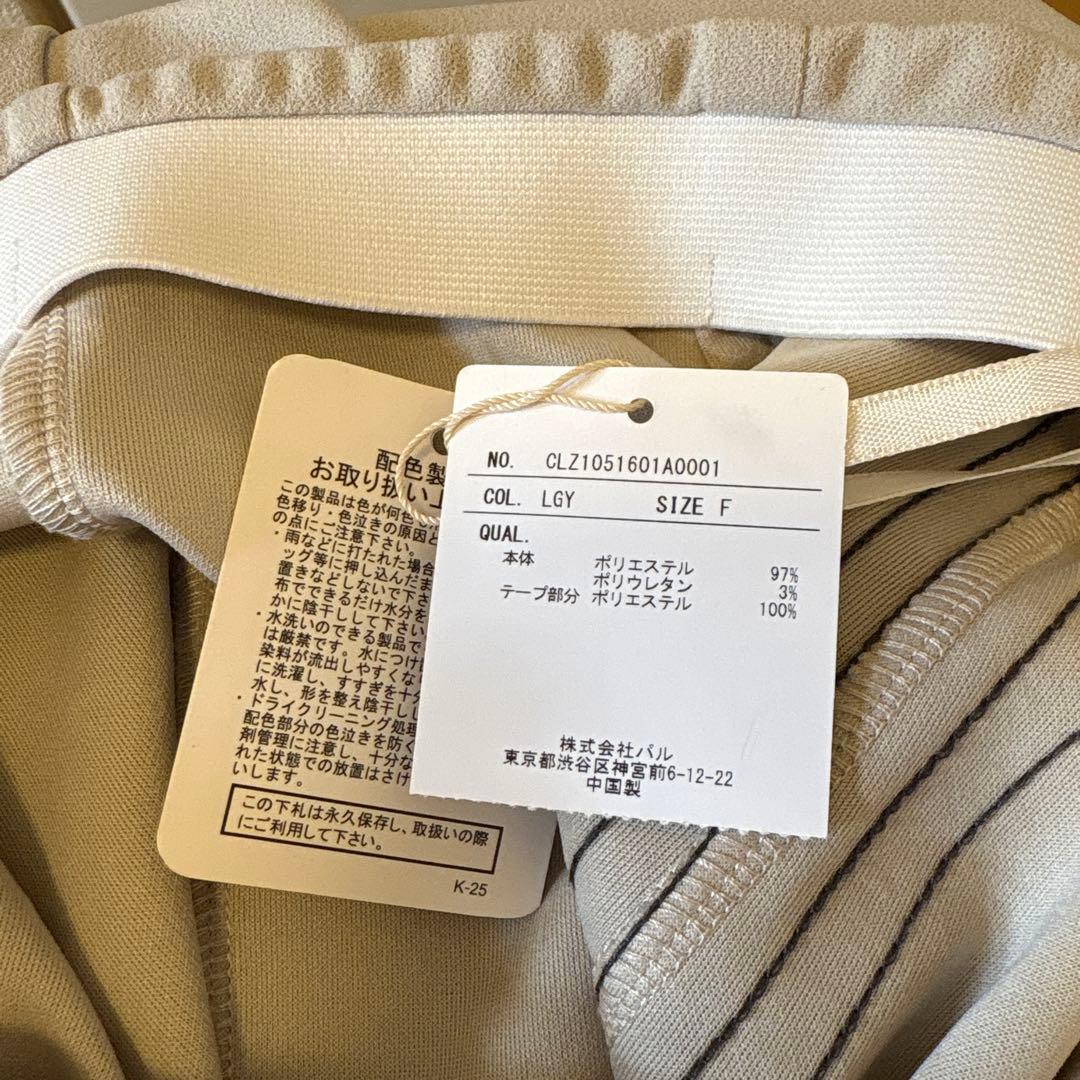 配色製
お取り扱い上
この製品は色が何色
色移り・色泣きの原因と
の点にご注意下さい。
・雨などに打たれた場合
ッグ等に押し込んだま
置きなどしないで下さ
布でできるだけ水分を
かに陰干しして下さい。
・水洗いのできる製品で
は厳禁です。水につけ
染料が流出しやすくな
に洗濯し、すすぎを十分
水し、形を整え陰干しし
・ドライクリーニング処理
配色部分の色泣きを防ぐ
剤管理に注意し、十分な
れた状態での放置はさけ
いします。
この下札は永久保存し、取扱いの際
にご利用して下さい。
K-25
NO. CLZ1051601A0001
COL. LGY SIZE F
QUAL.
本体 ポリエステル 97%
ポリウレタン 3%
テープ部分 ポリエステル 100%
株式会社パル
東京都渋谷区神宮前6-12-22
中国製